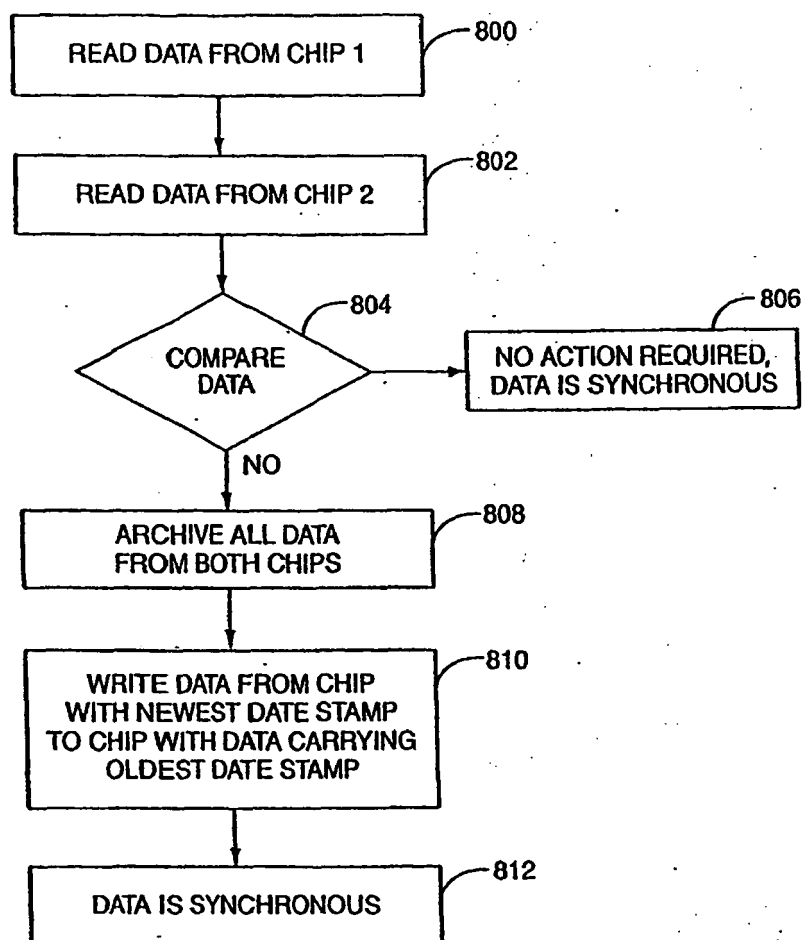 READ DATA FROM CHIP 1
800
READ DATA FROM CHIP 2
802
COMPARE
DATA
804
NO ACTION REQUIRED,
DATA IS SYNCHRONOUS
806
NO
ARCHIVE ALL DATA
FROM BOTH CHIPS
808
WRITE DATA FROM CHIP
WITH NEWEST DATE STAMP
TO CHIP WITH DATA CARRYING
OLDEST DATE STAMP
810
DATA IS SYNCHRONOUS
812